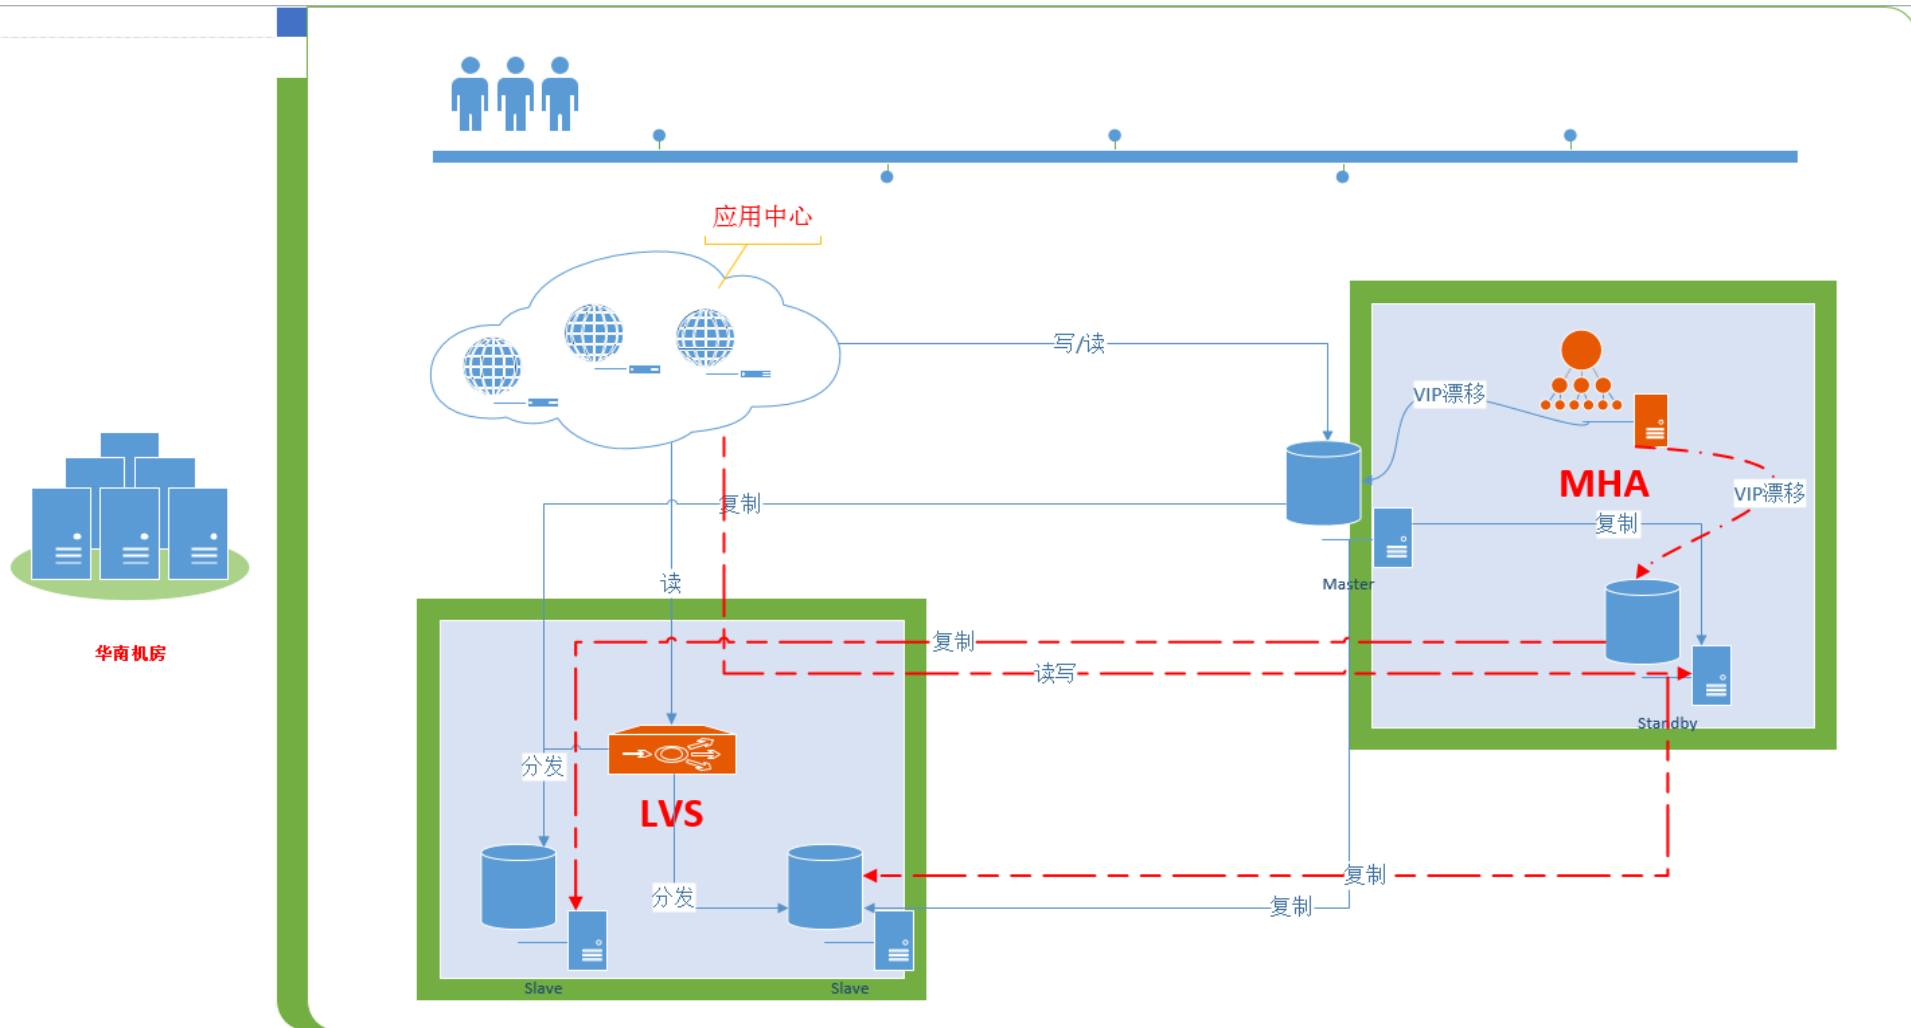 应用中心
写/读
VIP漂移
MHA
VIP漂移
复制
复制
Master
读
华南机房
复制
读写
Standby
分发
LVS
复制
分发
复制
Slave
Slave